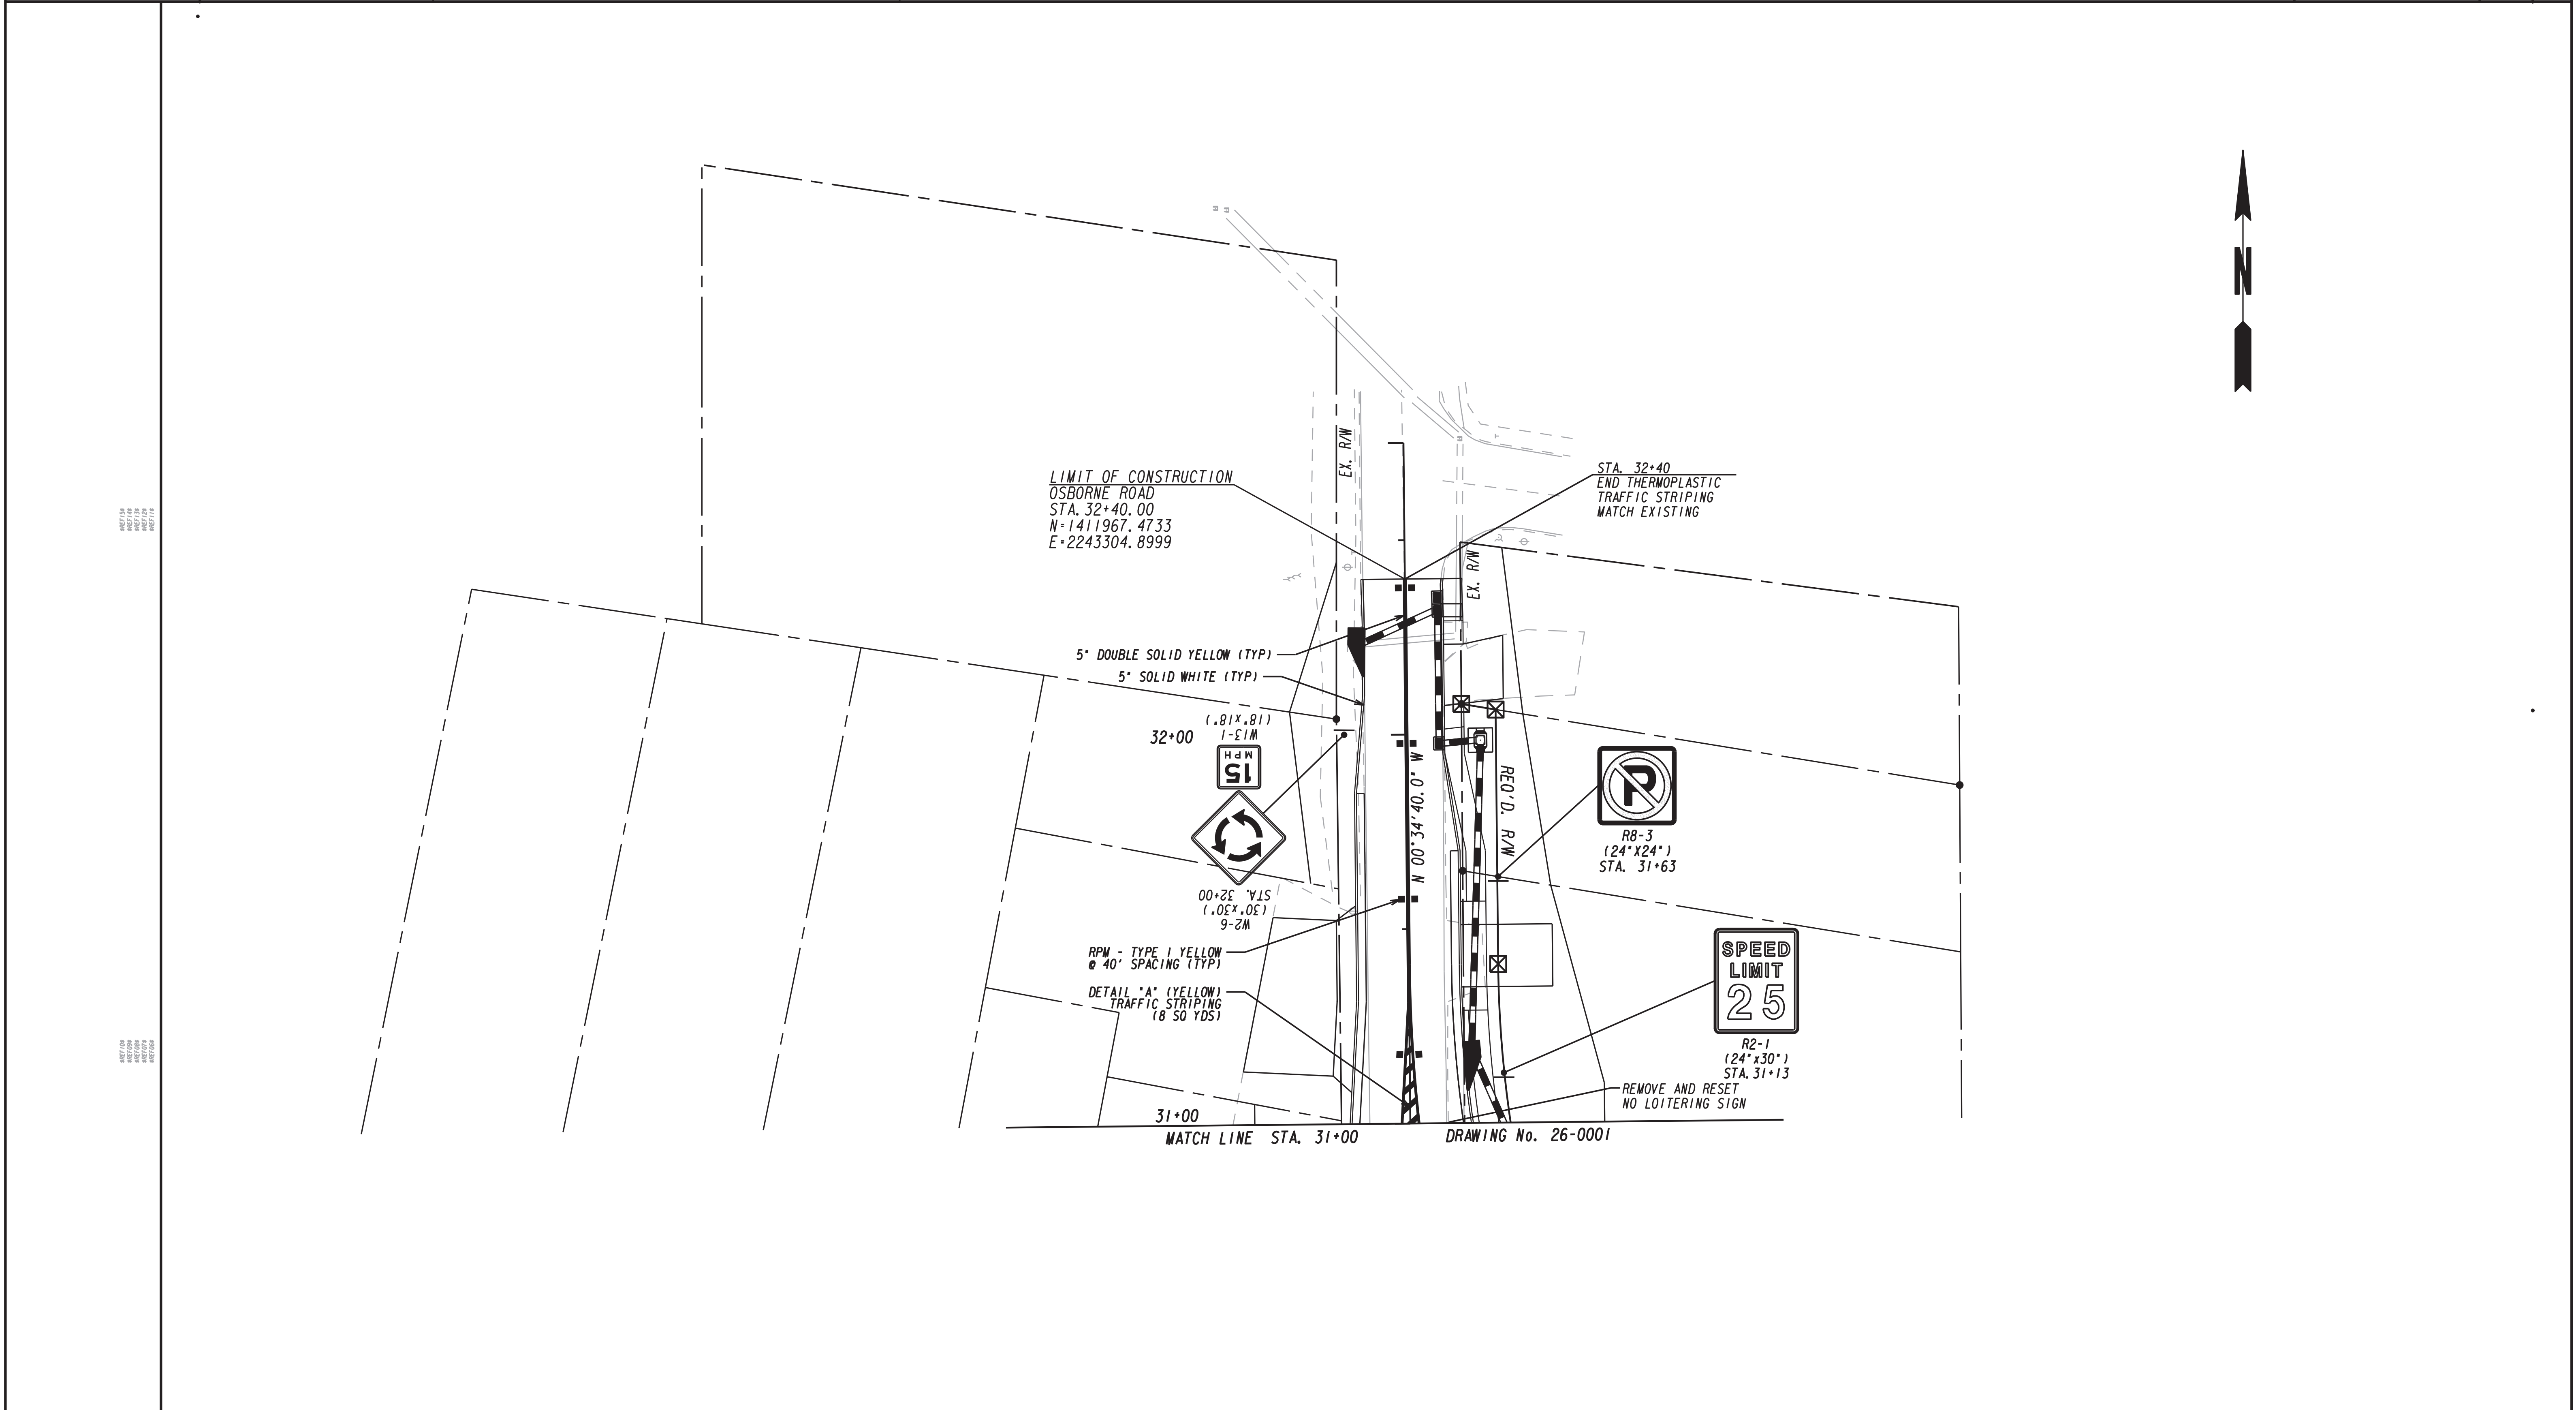 N
EX. R/W
LIMIT OF CONSTRUCTION
OSBORNE ROAD
STA. 32+40.00
N=1411967.4733
E=2243304.8999
STA. 32+40
END THERMOPLASTIC
TRAFFIC STRIPING
MATCH EXISTING
EX. R/W
5" DOUBLE SOLID YELLOW (TYP)
5" SOLID WHITE (TYP)
32+00
W13-1
(18"x18")
15
MPH
W2-6
(30"x30")
STA. 32+00
N 00°34'40.0" W
REQ'D. R/W
P
R8-3
(24"X24")
STA. 31+63
RPM - TYPE 1 YELLOW
@ 40' SPACING (TYP)
DETAIL "A" (YELLOW)
TRAFFIC STRIPING
(8 SQ YDS)
SPEED
LIMIT
25
R2-1
(24"x30")
STA. 31+13
REMOVE AND RESET
NO LOITERING SIGN
31+00
MATCH LINE STA. 31+00
DRAWING No. 26-0001